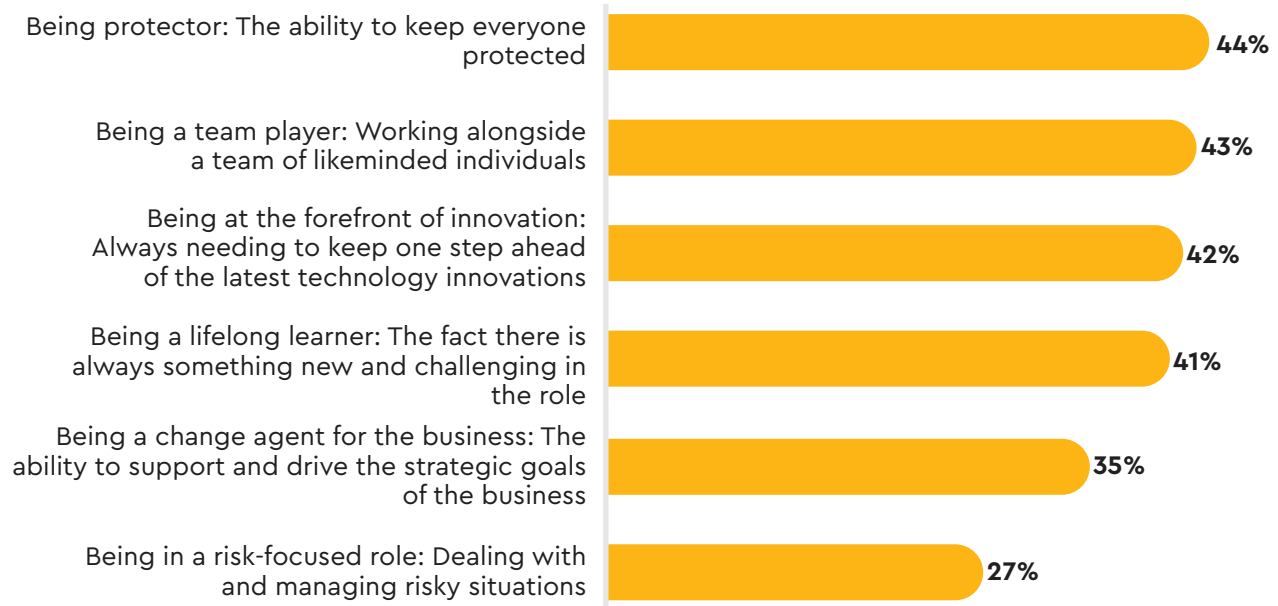 Being protector: The ability to keep everyone
protected
44%
Being a team player: Working alongside
a team of likeminded individuals
43%
Being at the forefront of innovation:
Always needing to keep one step ahead
of the latest technology innovations
42%
Being a lifelong learner: The fact there is
always something new and challenging in
the role
41%
Being a change agent for the business: The
ability to support and drive the strategic goals
of the business
35%
Being in a risk-focused role: Dealing with
and managing risky situations
27%